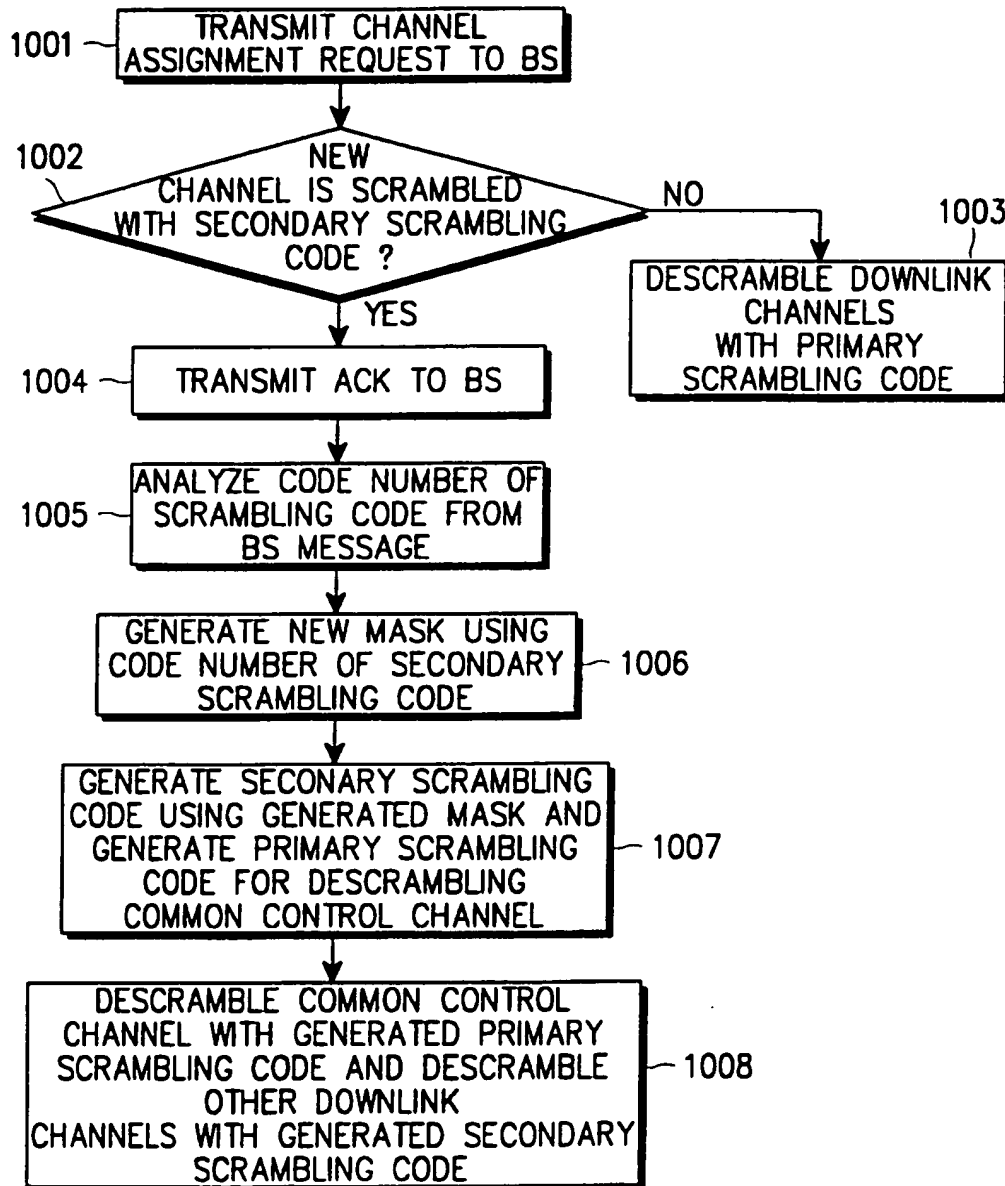 1001
TRANSMIT CHANNEL
ASSIGNMENT REQUEST TO BS
1002
NEW
CHANNEL IS SCRAMBLED
WITH SECONDARY SCRAMBLING
CODE ?
NO
YES
1003
DESCRAMBLE DOWNLINK
CHANNELS
WITH PRIMARY
SCRAMBLING CODE
1004
TRANSMIT ACK TO BS
1005
ANALYZE CODE NUMBER OF
SCRAMBLING CODE FROM
BS MESSAGE
GENERATE NEW MASK USING
CODE NUMBER OF SECONDARY
SCRAMBLING CODE
1006
GENERATE SECONARY SCRAMBLING
CODE USING GENERATED MASK AND
GENERATE PRIMARY SCRAMBLING
CODE FOR DESCRAMBLING
COMMON CONTROL CHANNEL
1007
DESCRAMBLE COMMON CONTROL
CHANNEL WITH GENERATED PRIMARY
SCRAMBLING CODE AND DESCRAMBLE
OTHER DOWNLINK
CHANNELS WITH GENERATED SECONDARY
SCRAMBLING CODE
1008